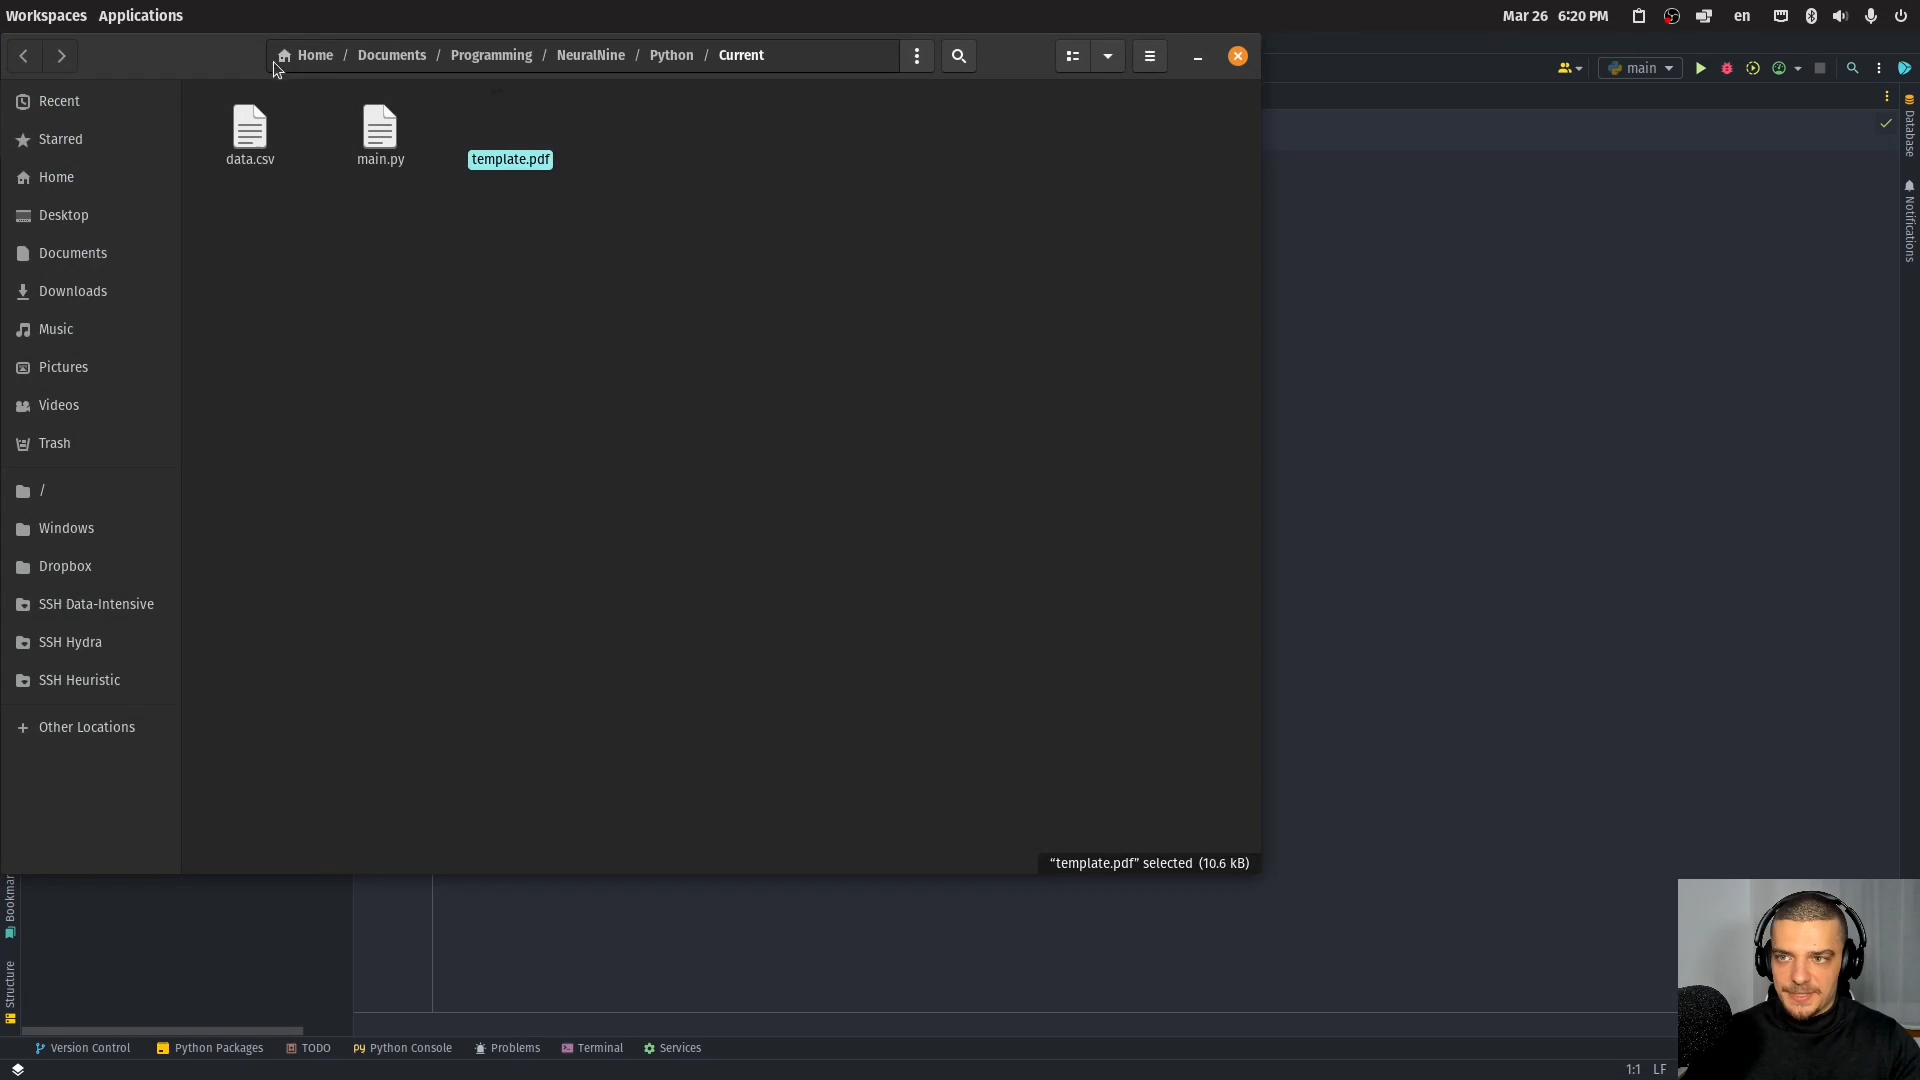 Workspaces Applications
Mar 26 6:20 PM
en
Home / Documents / Programming / NeuralNine / Python / Current
main
Recent
Starred
Home
Desktop
Documents
Downloads
Music
Pictures
Videos
Trash
/
Windows
Dropbox
SSH Data-Intensive
SSH Hydra
SSH Heuristic
+ Other Locations
data.csv
main.py
template.pdf
“template.pdf” selected (10.6 kB)
Database
Notifications
Bookmar
Structure
Version Control
Python Packages
TODO
Python Console
Problems
Terminal
Services
1:1 LF